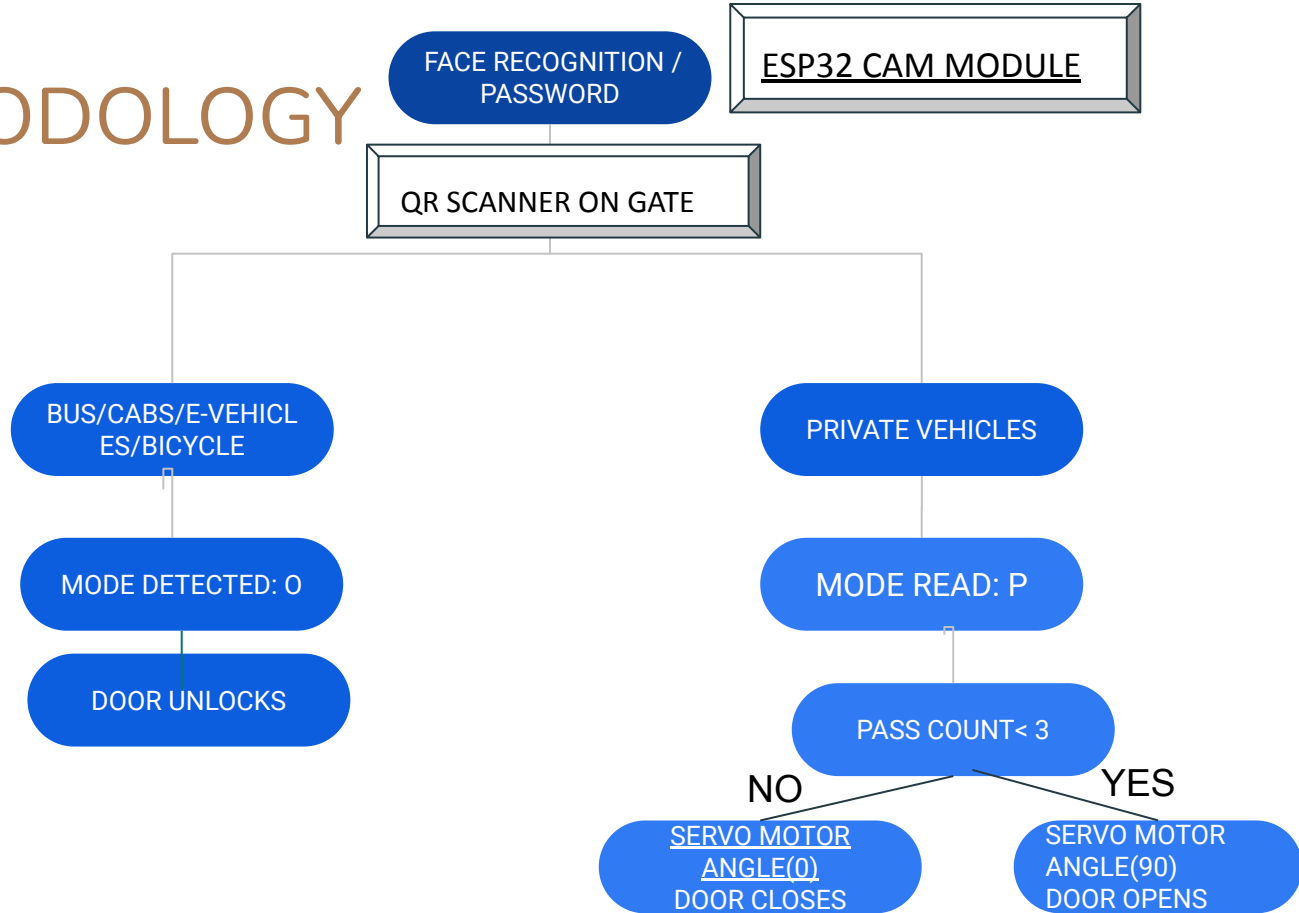 ODOLOGY
FACE RECOGNITION /
PASSWORD
ESP32 CAM MODULE
QR SCANNER ON GATE
BUS/CABS/E-VEHICL
ES/BICYCLE
PRIVATE VEHICLES
MODE DETECTED: O
MODE READ: P
DOOR UNLOCKS
PASS COUNT< 3
NO
YES
SERVO MOTOR
ANGLE(0)
DOOR CLOSES
SERVO MOTOR
ANGLE(90)
DOOR OPENS